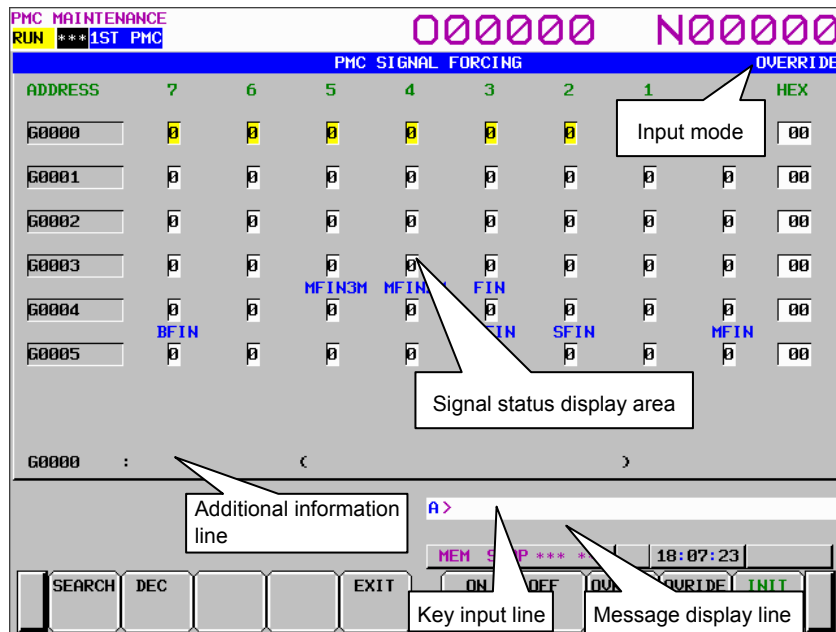 PMC MAINTENANCE O00000 N00000
RUN *** 1ST PMC
PMC SIGNAL FORCING OVERRIDE
ADDRESS 7 6 5 4 3 2 1 HEX
Input mode
G0000 0 0 0 0 0 0 00
G0001 0 0 0 0 0 0 0 0 00
G0002 0 0 0 0 0 0 0 0 00
G0003 0 0 0 0 0 0 0 0 00
MFIN3M FIN
G0004 0 0 0 0 0 0 0 0 00
BFIN SFIN MFIN
G0005 0 0 0 0 0 0 0 00
Signal status display area
G0000 : ( )
Additional information
line
A>
MEM *** 18:07:23
SEARCH DEC EXIT ON OFF OVRIDE INIT
Key input line
Message display line